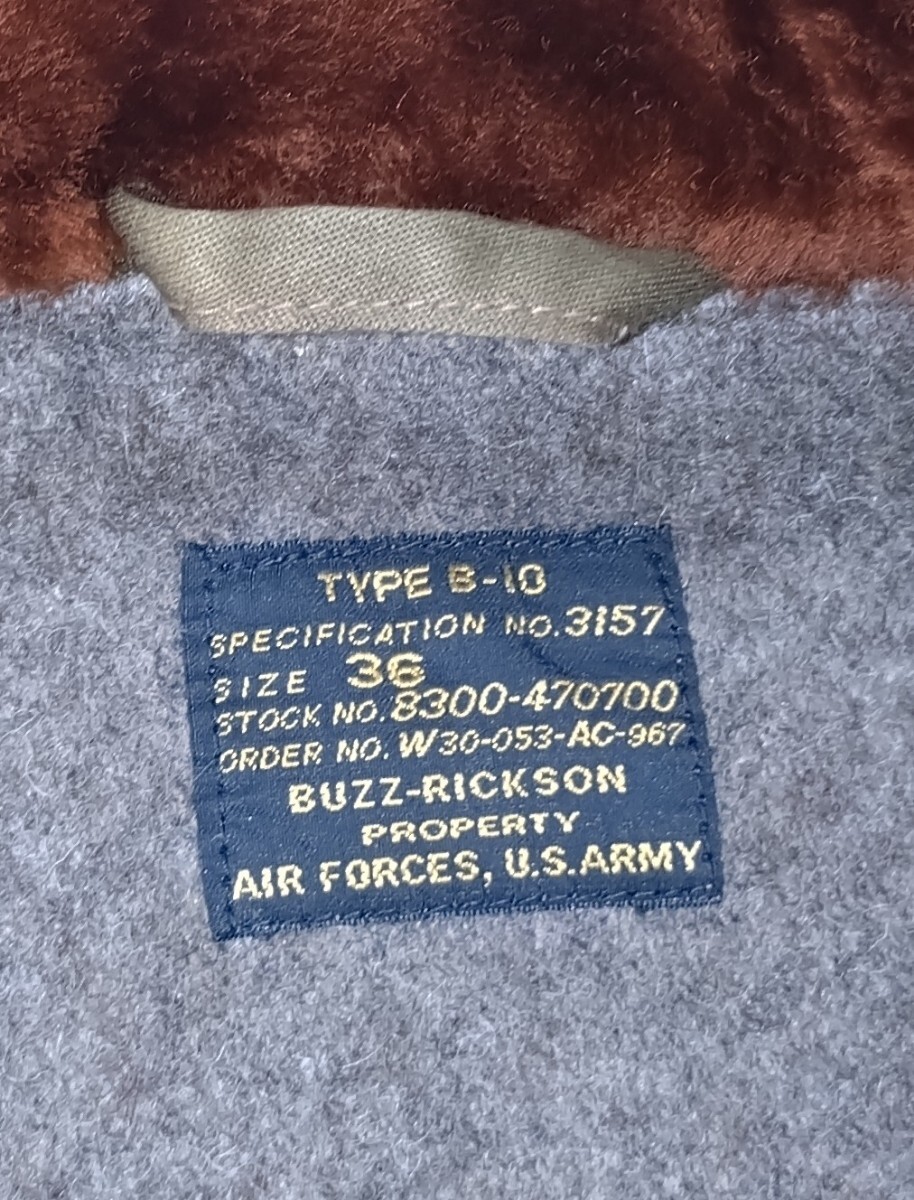 TYPE B-10
SPECIFICATION NO. 3157
SIZE 36
STOCK NO. 8300-470700
ORDER NO. W30-053-AC-967
BUZZ-RICKSON
PROPERTY
AIR FORCES, U.S.ARMY